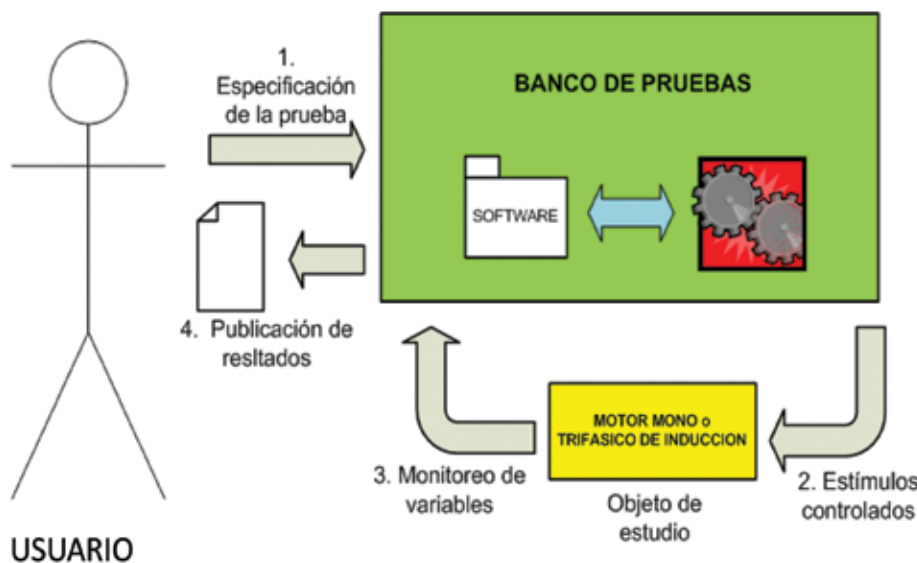 1.
Especificación
de la prueba
BANCO DE PRUEBAS
SOFTWARE
4. Publicación de
resltados
MOTOR MONO o
TRIFASICO DE INDUCCION
3. Monitoreo de
variables
Objeto de
estudio
2. Estímulos
controlados
USUARIO